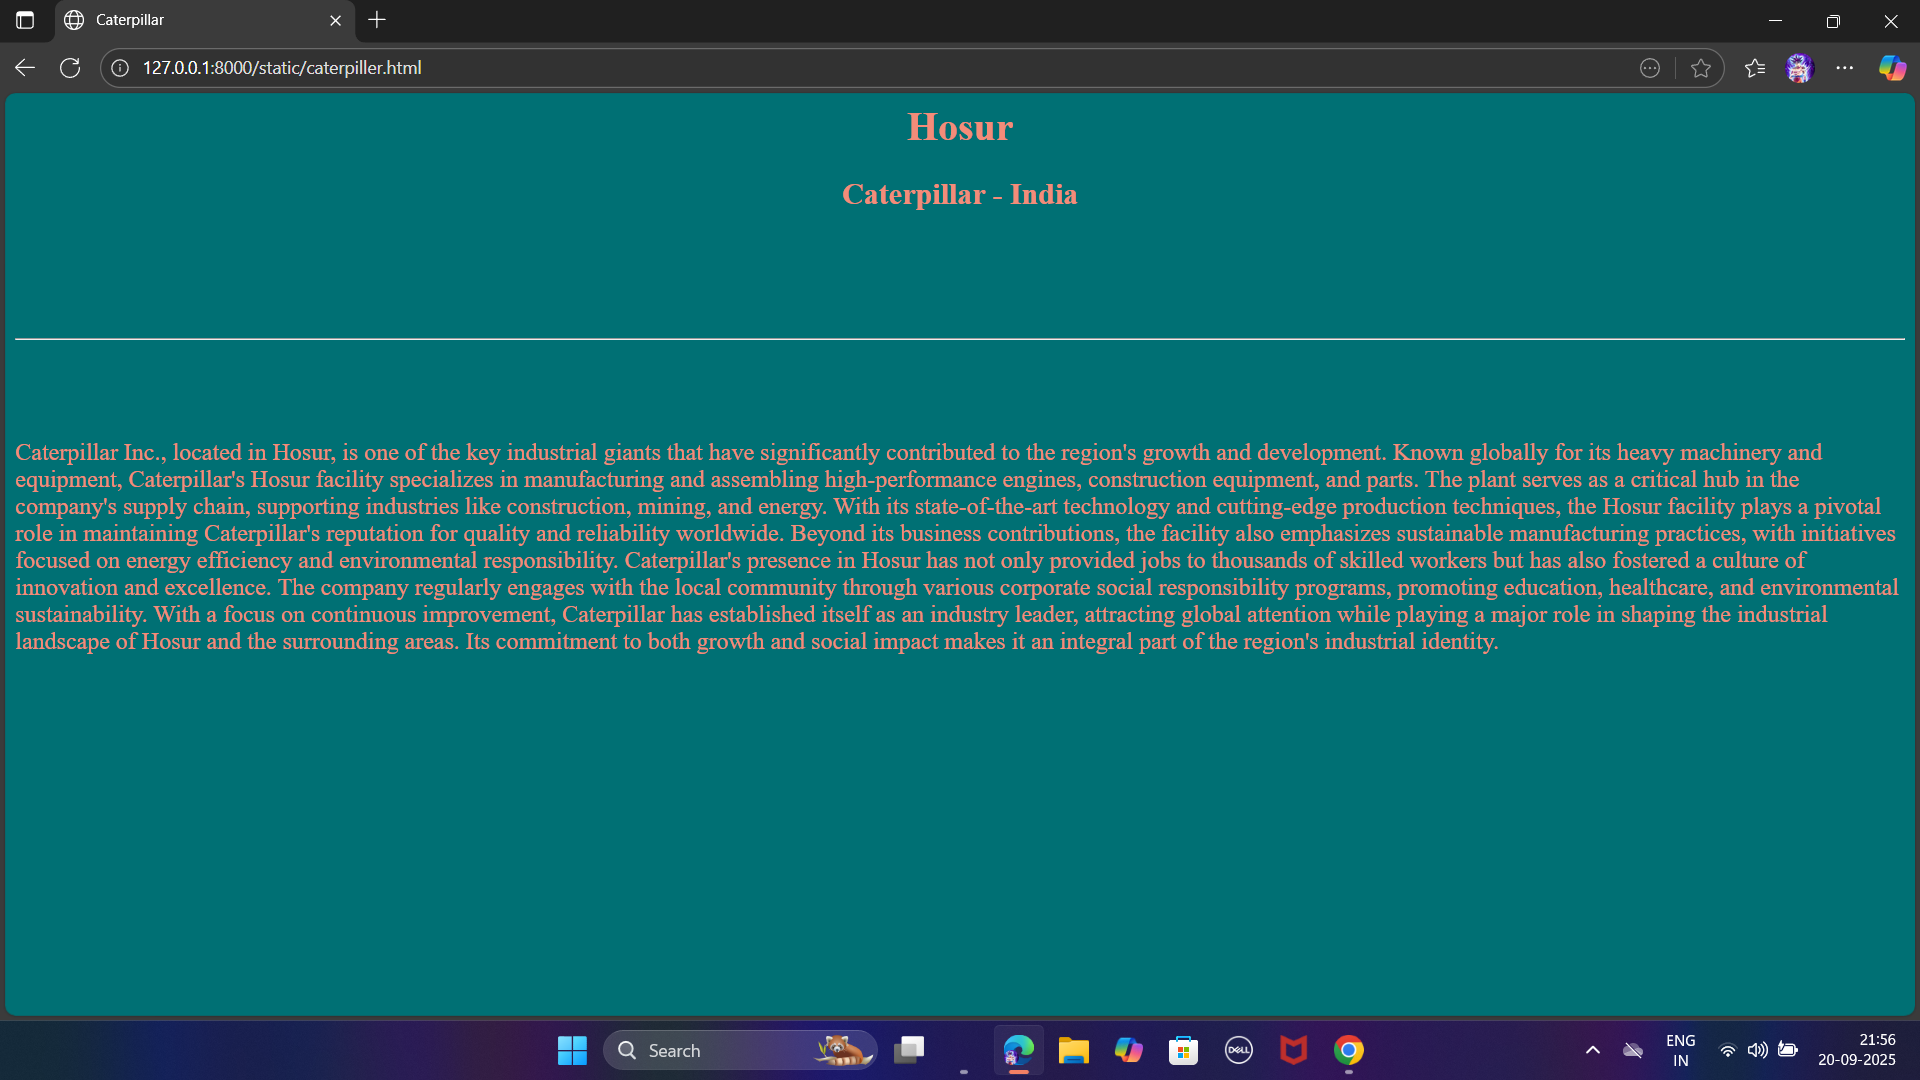 Caterpillar
127.0.0.1:8000/static/caterpiller.html
Hosur
Caterpillar - India
Caterpillar Inc., located in Hosur, is one of the key industrial giants that have significantly contributed to the region's growth and development. Known globally for its heavy machinery and
equipment, Caterpillar's Hosur facility specializes in manufacturing and assembling high-performance engines, construction equipment, and parts. The plant serves as a critical hub in the
company's supply chain, supporting industries like construction, mining, and energy. With its state-of-the-art technology and cutting-edge production techniques, the Hosur facility plays a pivotal
role in maintaining Caterpillar's reputation for quality and reliability worldwide. Beyond its business contributions, the facility also emphasizes sustainable manufacturing practices, with initiatives
focused on energy efficiency and environmental responsibility. Caterpillar's presence in Hosur has not only provided jobs to thousands of skilled workers but has also fostered a culture of
innovation and excellence. The company regularly engages with the local community through various corporate social responsibility programs, promoting education, healthcare, and environmental
sustainability. With a focus on continuous improvement, Caterpillar has established itself as an industry leader, attracting global attention while playing a major role in shaping the industrial
landscape of Hosur and the surrounding areas. Its commitment to both growth and social impact makes it an integral part of the region's industrial identity.
Search
DELL
ENG
IN
21:56
20-09-2025